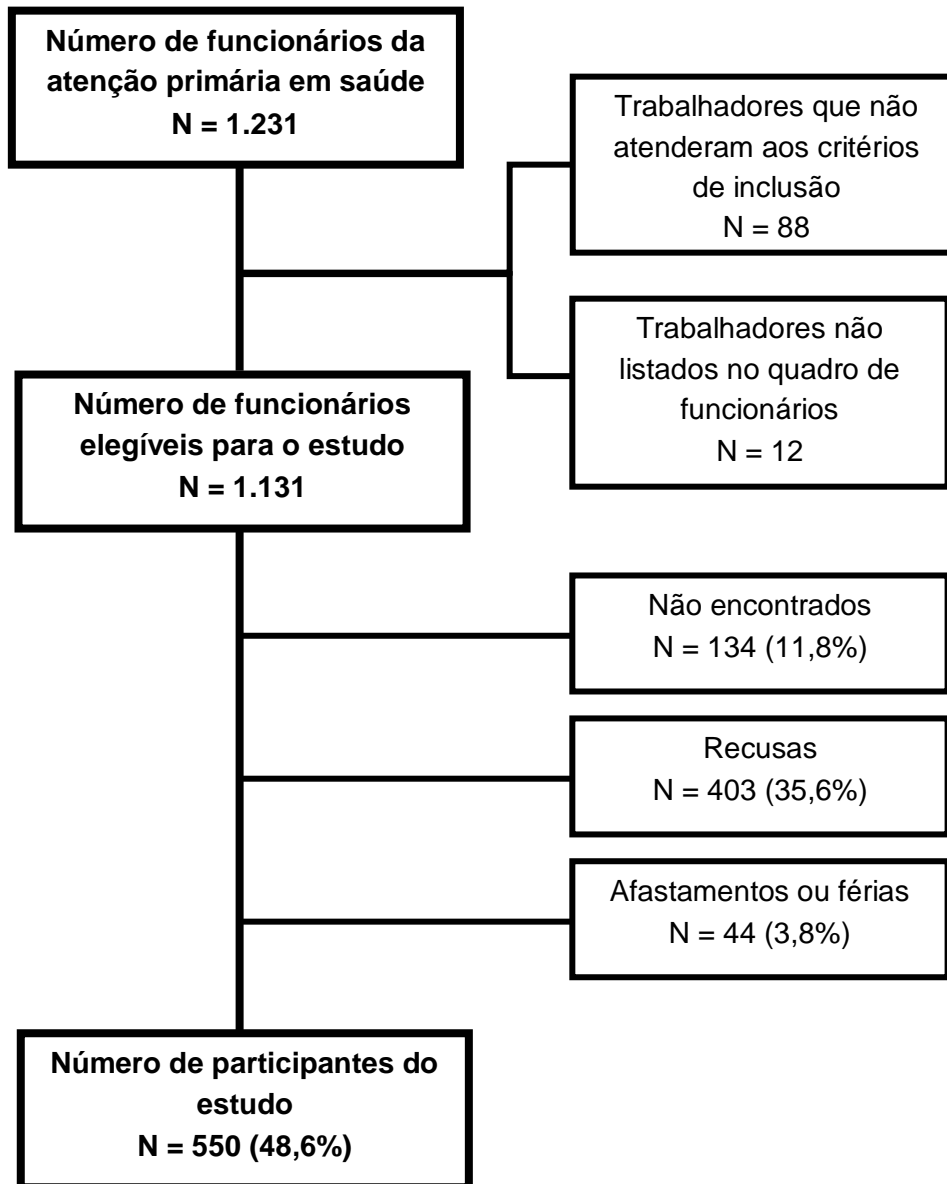 Número de funcionários da
atenção primária em saúde
N = 1.231
Trabalhadores que não
atenderam aos critérios
de inclusão
N = 88
Trabalhadores não
listados no quadro de
funcionários
N = 12
Número de funcionários
elegíveis para o estudo
N = 1.131
Não encontrados
N = 134 (11,8%)
Recusas
N = 403 (35,6%)
Afastamentos ou férias
N = 44 (3,8%)
Número de participantes do
estudo
N = 550 (48,6%)